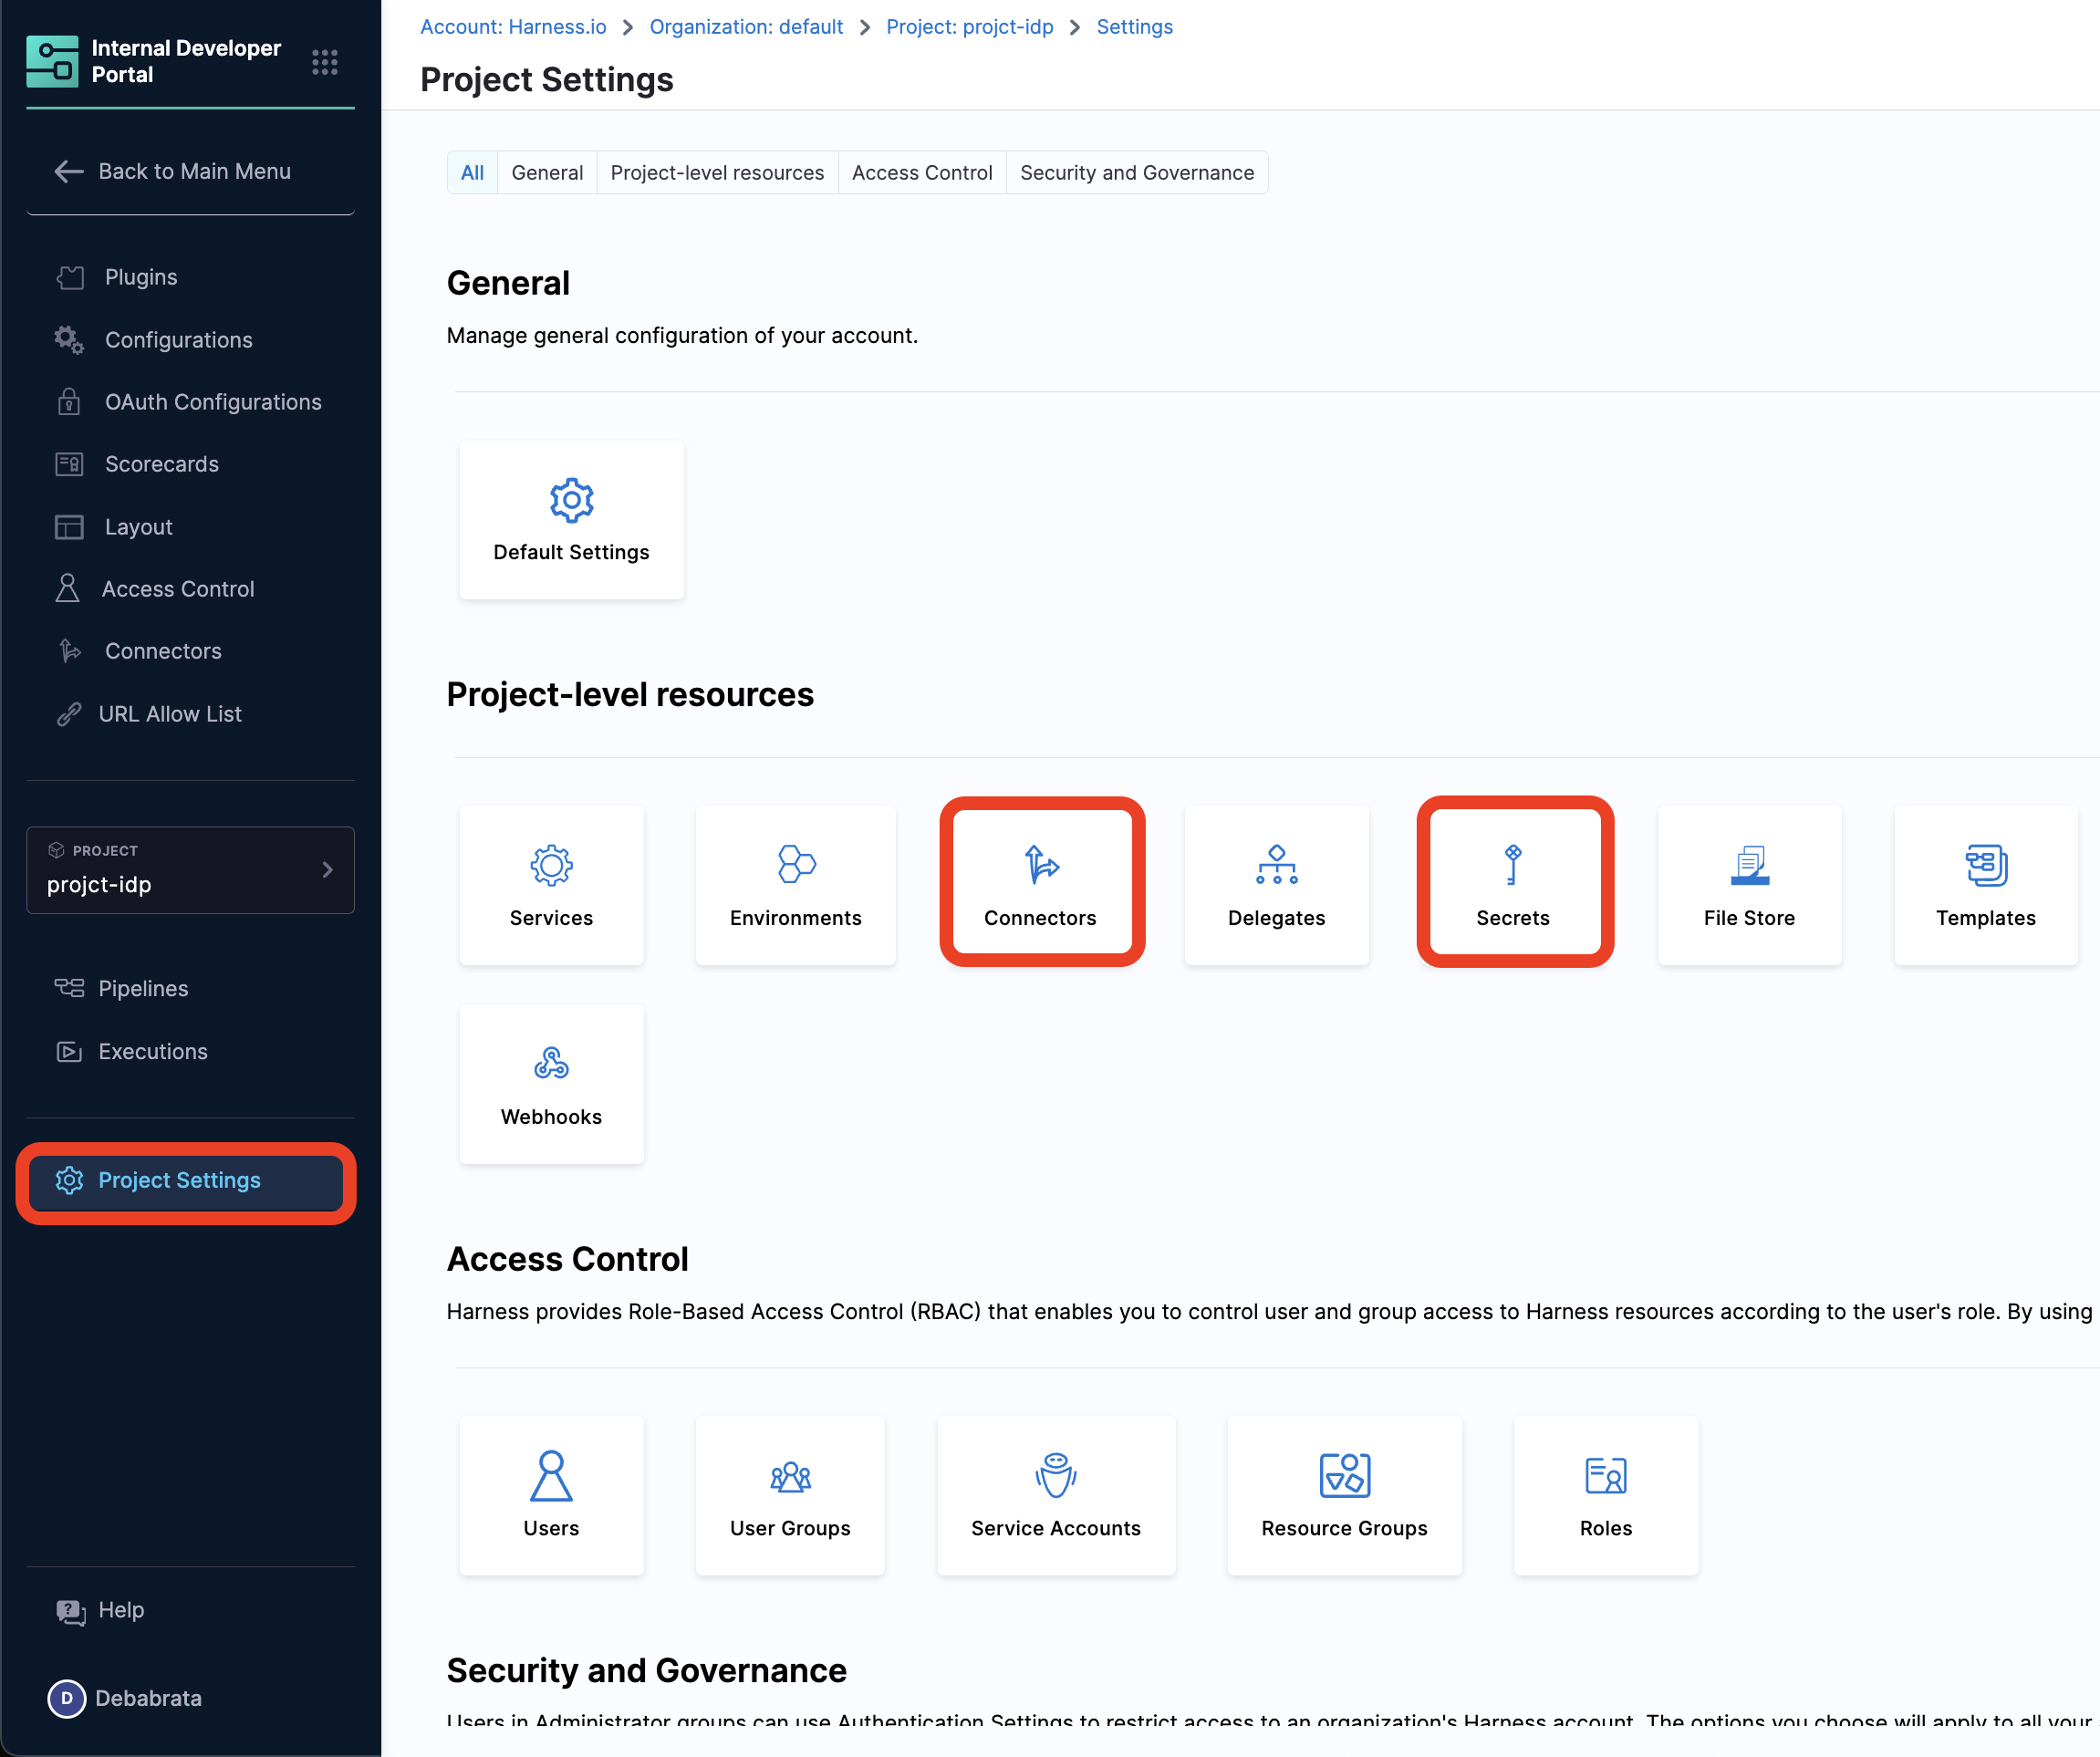 Internal Developer
Portal
Back to Main Menu
Plugins
Configurations
OAuth Configurations
Scorecards
Layout
Access Control
Connectors
URL Allow List
PROJECT
projct-idp
Pipelines
Executions
Project Settings
Help
D Debabrata
Account: Harness.io > Organization: default > Project: projct-idp > Settings
Project Settings
All General Project-level resources Access Control Security and Governance
General
Manage general configuration of your account.
Default Settings
Project-level resources
Services Environments Connectors Delegates Secrets File Store Templates
Webhooks
Access Control
Harness provides Role-Based Access Control (RBAC) that enables you to control user and group access to Harness resources according to the user's role. By using
Users User Groups Service Accounts Resource Groups Roles
Security and Governance
Users in Administrator groups can use Authentication Settings to restrict access to an organization's Harness account. The options you choose will apply to all your